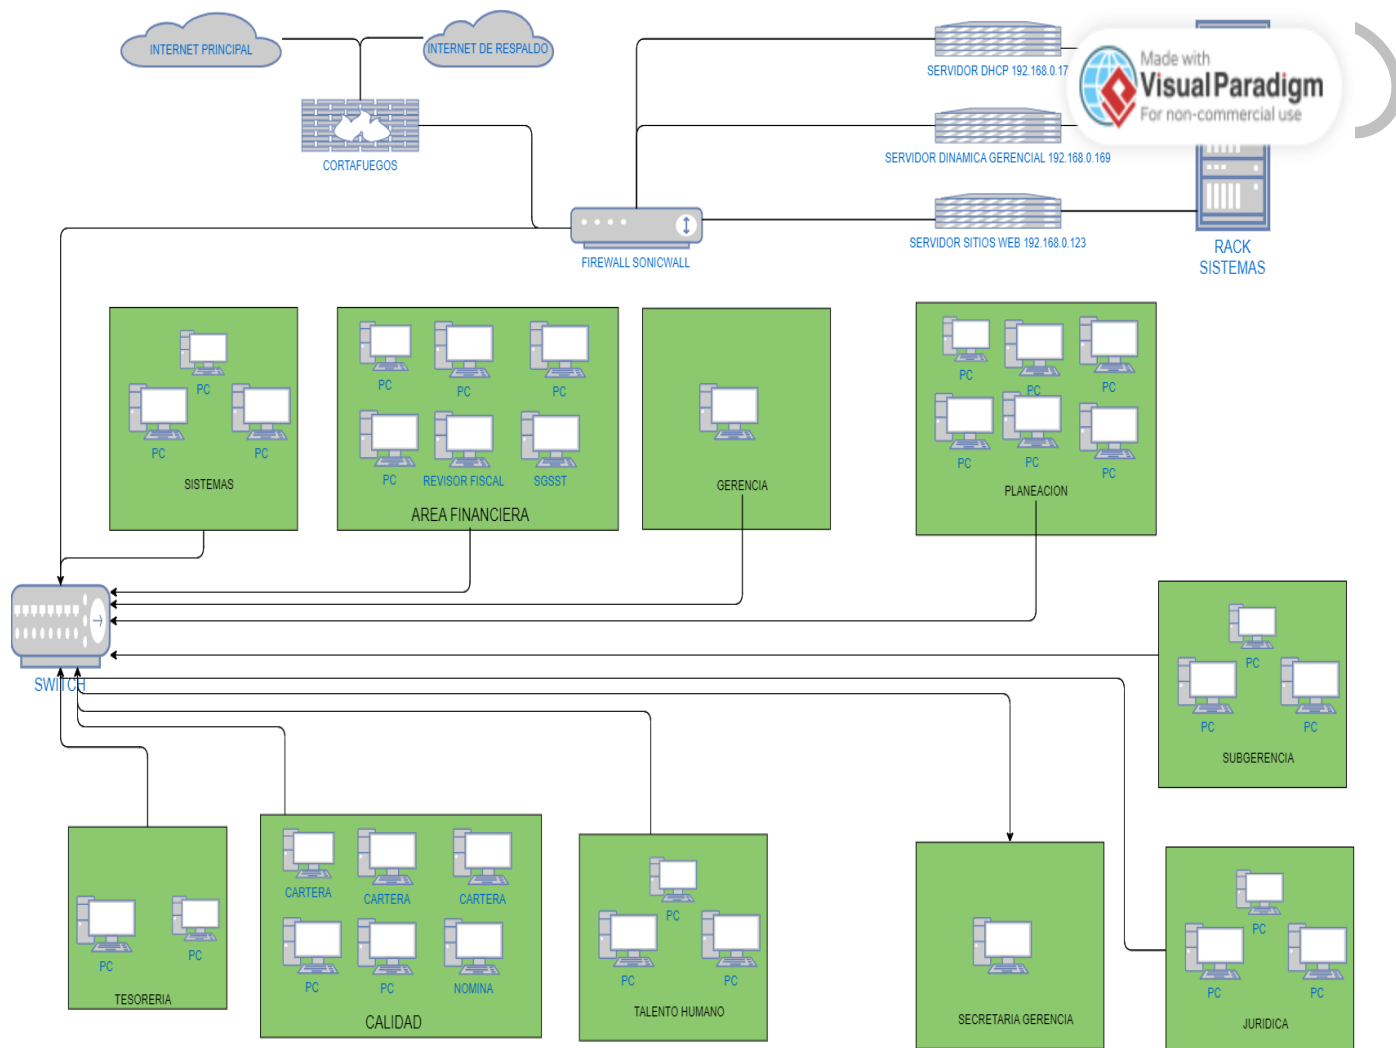 INTERNET PRINCIPAL
INTERNET DE RESPALDO
SERVIDOR DHCP 192.168.0.17
Made with
Visual Paradigm
For non-commercial use
CORTAFUEGOS
SERVIDOR DINAMICA GERENCIAL 192.168.0.169
FIREWALL SONICWALL
SERVIDOR SITIOS WEB 192.168.0.123
RACK
SISTEMAS
PC
PC
PC
SISTEMAS
PC
PC
PC
PC
REVISOR FISCAL
SGSST
AREA FINANCIERA
GERENCIA
PC
PC
PC
PC
PC
PC
PLANEACION
SWITCH
PC
PC
PC
SUBGERENCIA
PC
PC
TESORERIA
CARTERA
CARTERA
CARTERA
PC
PC
NOMINA
CALIDAD
PC
PC
PC
TALENTO HUMANO
SECRETARIA GERENCIA
PC
PC
PC
JURIDICA